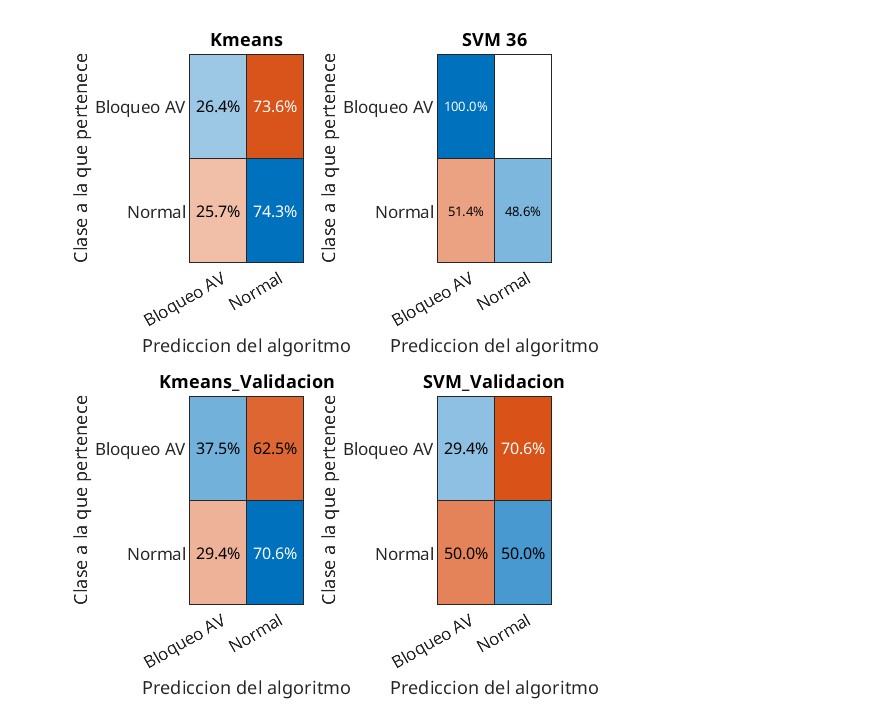 Kmeans
Clase a la que pertenece
Bloqueo AV
26.4%
73.6%
Normal
25.7%
74.3%
Bloqueo AV
Normal
Prediccion del algoritmo
SVM 36
Clase a la que pertenece
Bloqueo AV
100.0%
Normal
51.4%
48.6%
Bloqueo AV
Normal
Prediccion del algoritmo
Kmeans_Validacion
Clase a la que pertenece
Bloqueo AV
37.5%
62.5%
Normal
29.4%
70.6%
Bloqueo AV
Normal
Prediccion del algoritmo
SVM_Validacion
Clase a la que pertenece
Bloqueo AV
29.4%
70.6%
Normal
50.0%
50.0%
Bloqueo AV
Normal
Prediccion del algoritmo